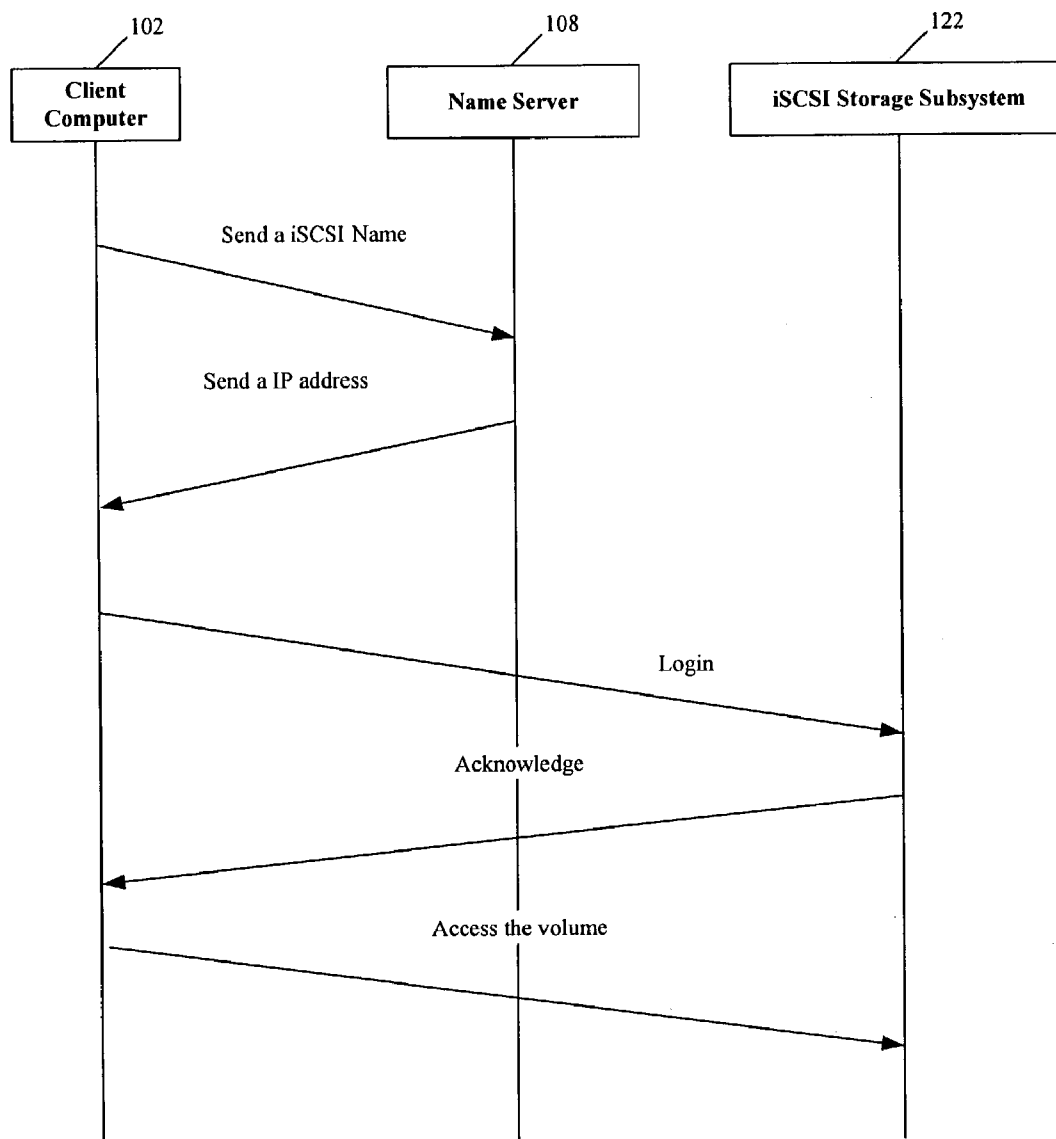 102
108
122
Client
Computer
Name Server
iSCSI Storage Subsystem
Send a iSCSI Name
Send a IP address
Login
Acknowledge
Access the volume